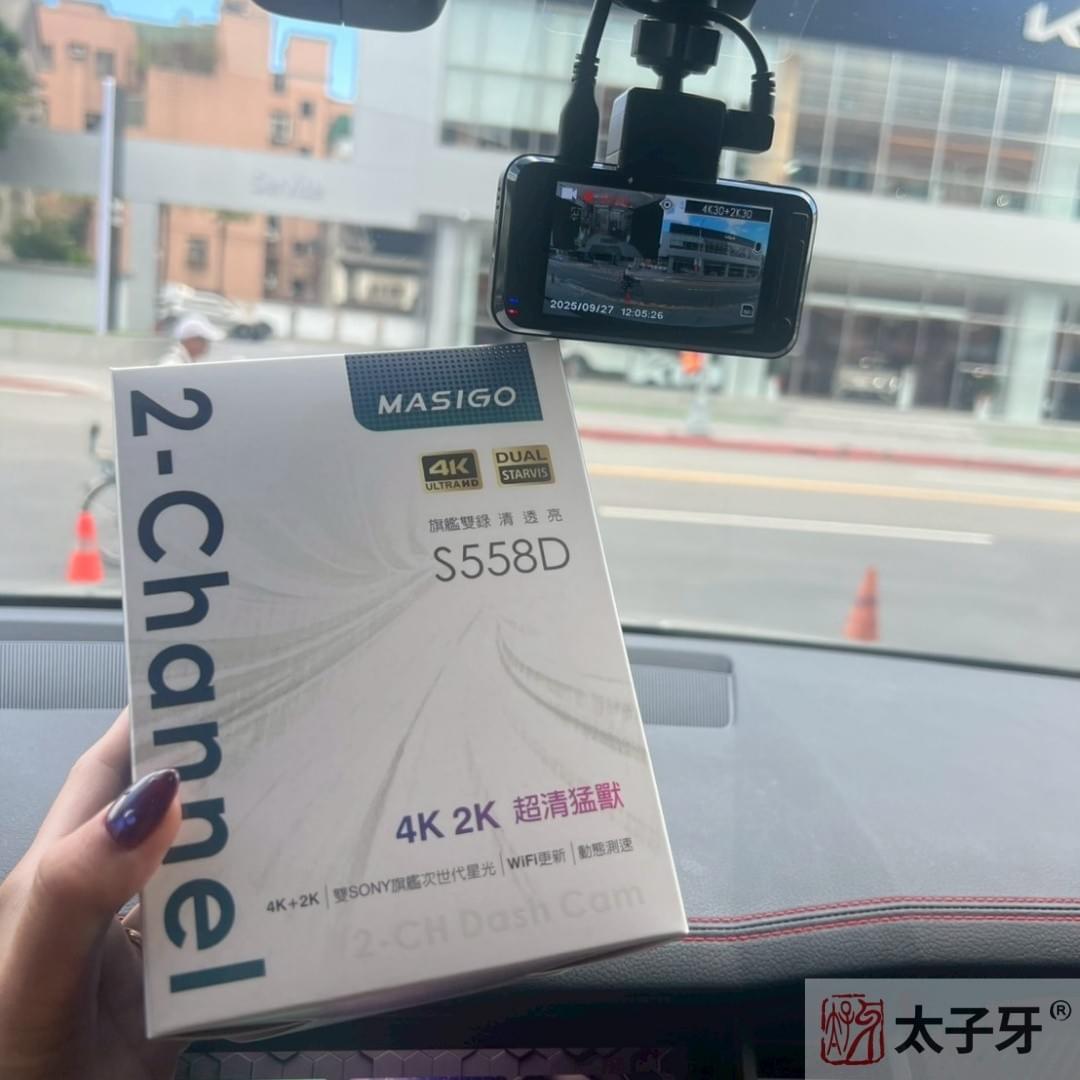 4K30+2K30
2025/09/27 12:05:26
2-Channel
MASIGO
4K
ULTRAHD
DUAL
STARVIS
旗艦雙錄 清透亮
S558D
4K 2K 超清猛獸
4K+2K|雙SONY旗艦次世代星光|WiFi更新|動態測速
2-CH Dash Cam
太子牙®